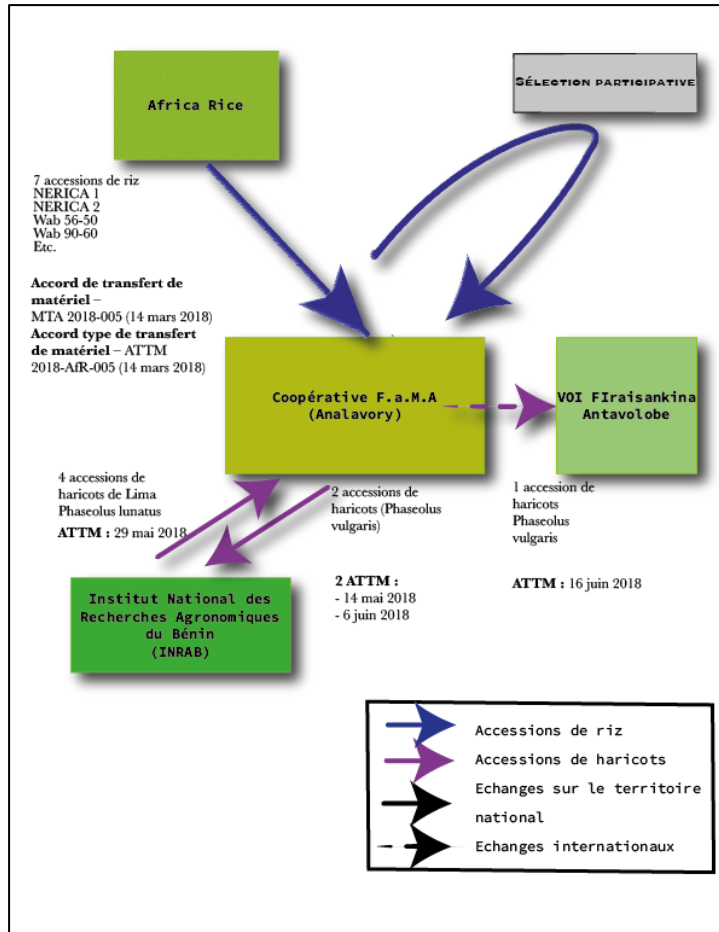 Africa Rice
Sélection participative
7 accessions de riz
NERICA 1
NERICA 2
Wab 56-50
Wab 90-60
Etc.
Accord de transfert de
matériel –
MTA 2018-005 (14 mars 2018)
Accord type de transfert
de matériel – ATTM
2018-AfR-005 (14 mars 2018)
Coopérative F.a.M.A
(Analavory)
VOI FIraisankina
Antavolobe
4 accessions de
haricots de Lima
Phaseolus lunatus
ATTM : 29 mai 2018
2 accessions de
haricots (Phaseolus
vulgaris)
2 ATTM :
- 14 mai 2018
- 6 juin 2018
1 accession de
haricots
Phaseolus
vulgaris
ATTM : 16 juin 2018
Institut National des
Recherches Agronomiques
du Bénin
(INRAB)
Accessions de riz
Accessions de haricots
Echanges sur le territoire
national
Echanges internationaux